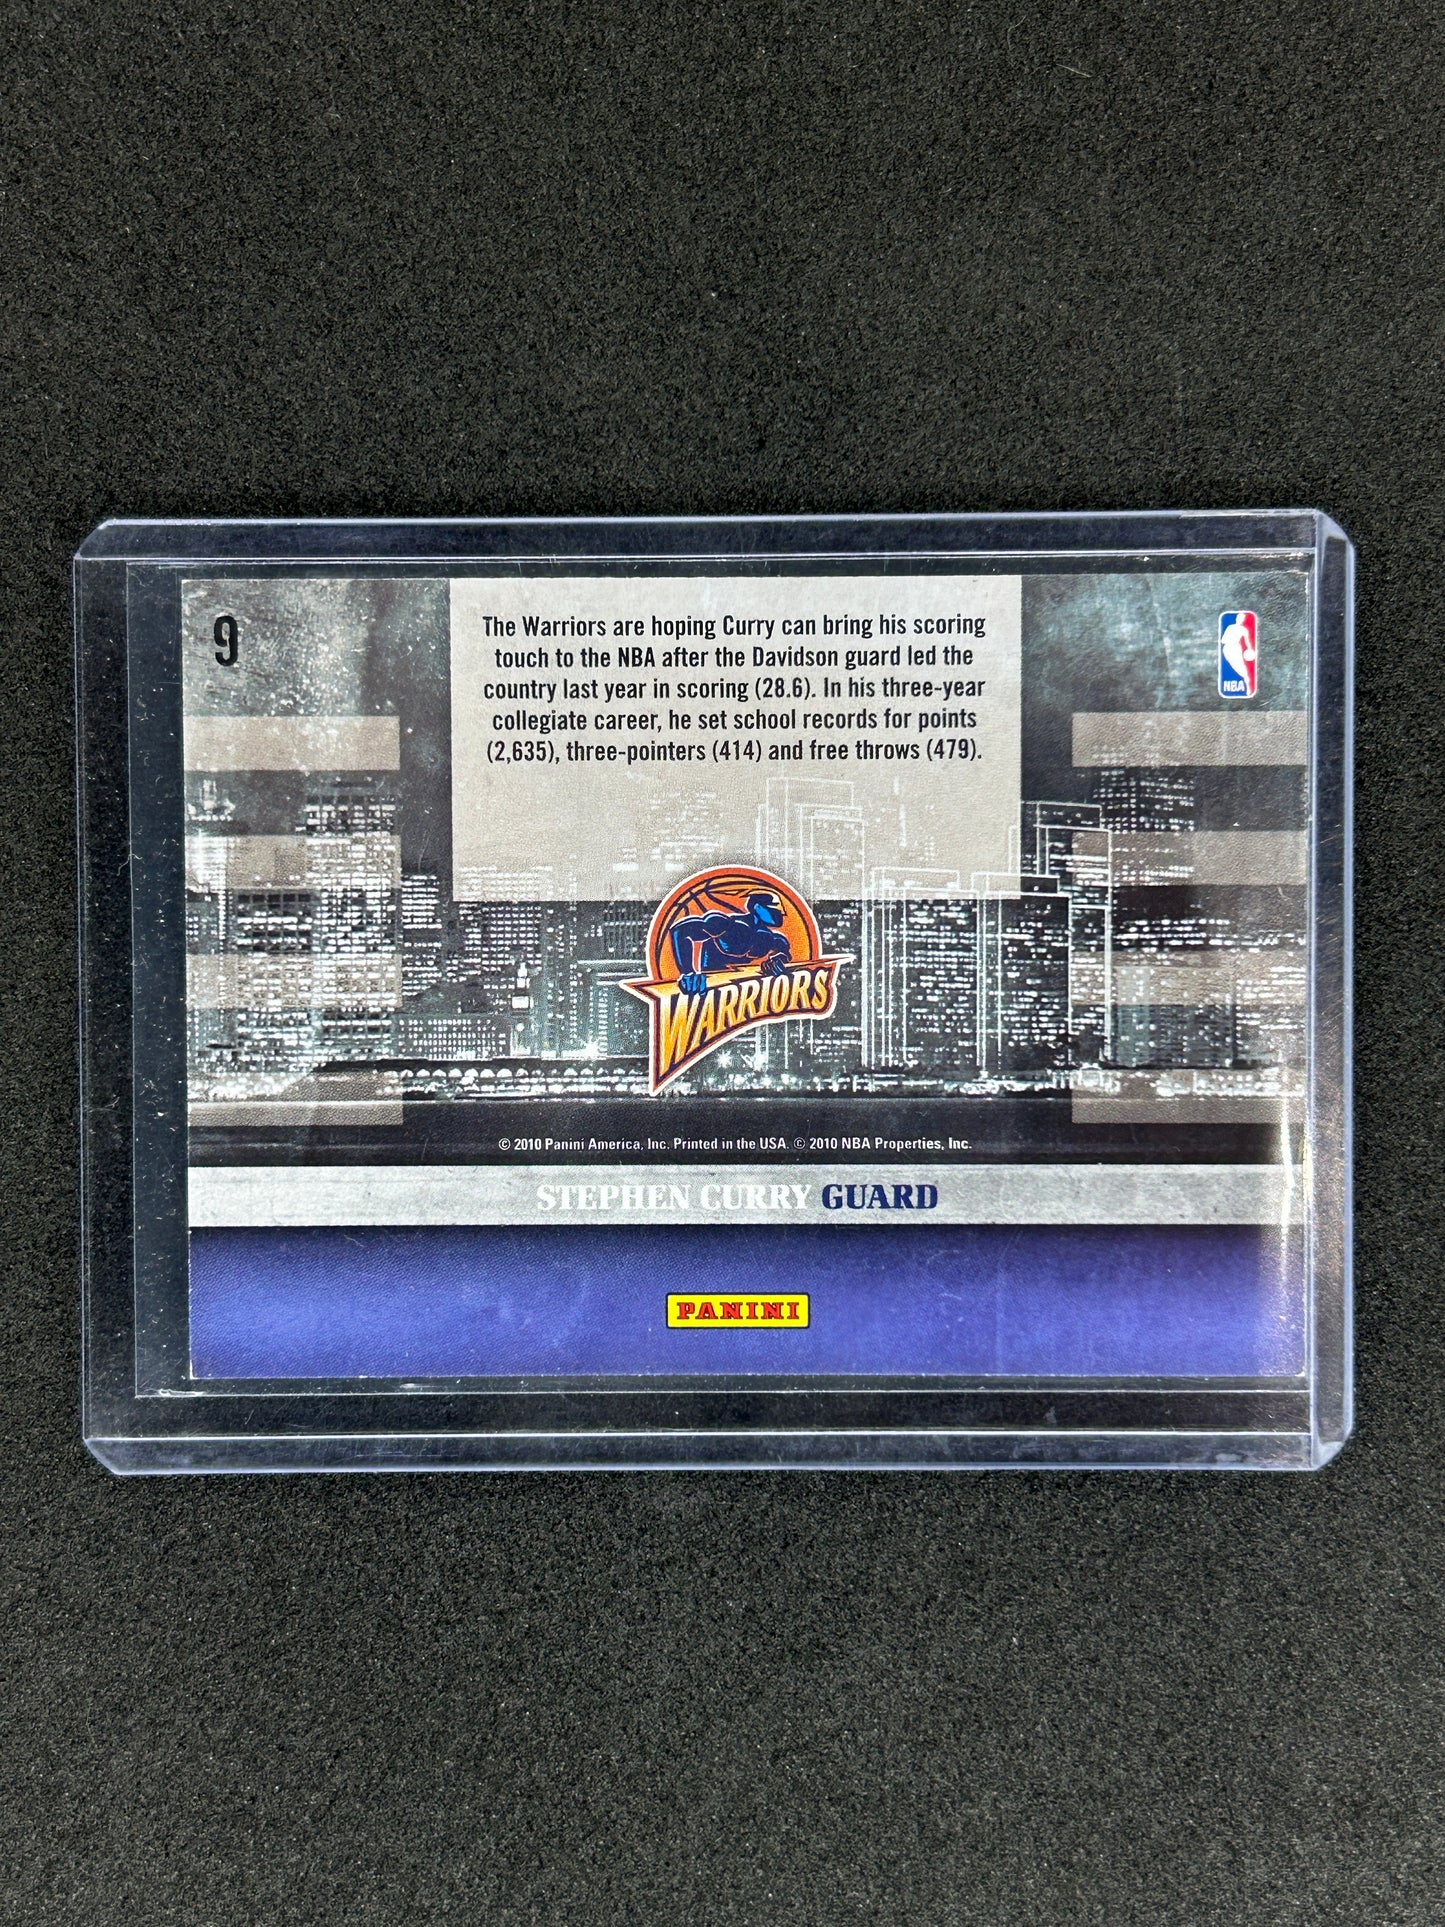 9
The Warriors are hoping Curry can bring his scoring
touch to the NBA after the Davidson guard led the
country last year in scoring (28.6). In his three-year
collegiate career, he set school records for points
(2,635), three-pointers (414) and free throws (479).
NBA
WARRIORS
© 2010 Panini America, Inc. Printed in the USA. © 2010 NBA Properties, Inc.
STEPHEN CURRY GUARD
PANINI